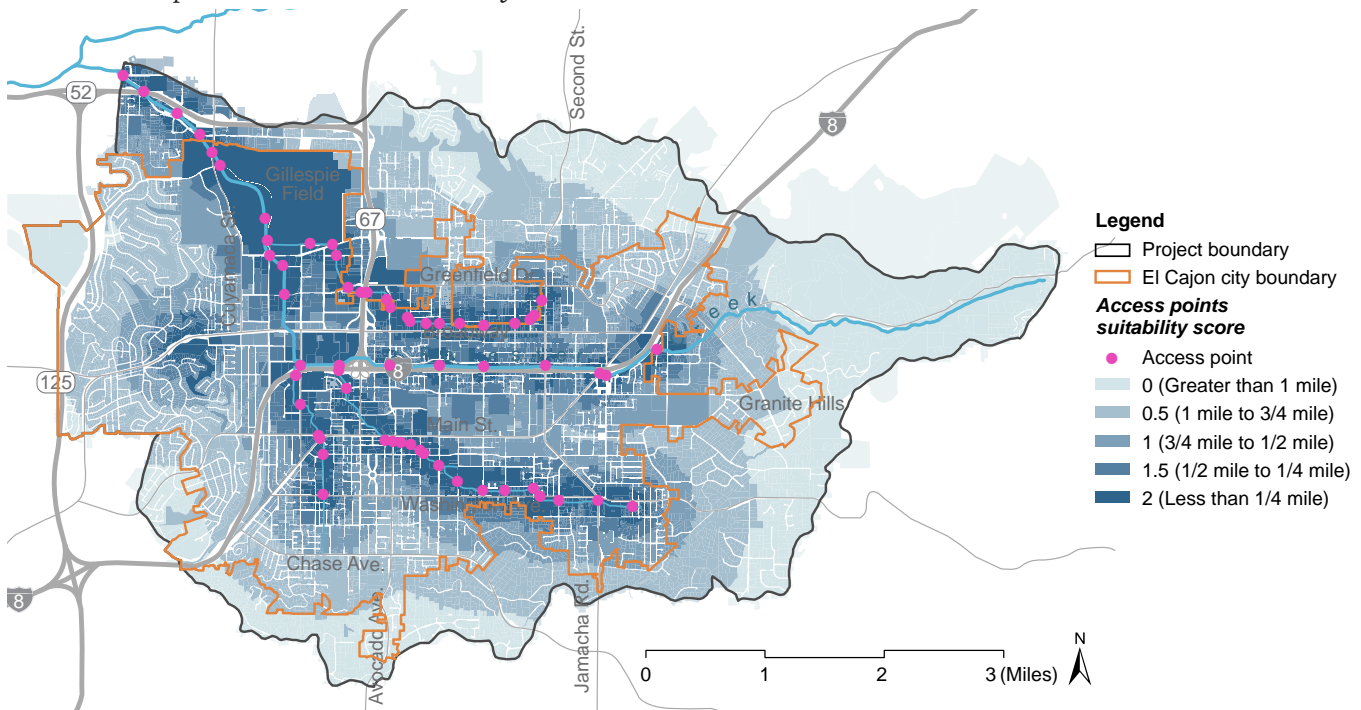 52
Second St.
8
Gillespie
Field
67
Cuyamaca St.
Greenfield Dr.
eek
125
8
Granite Hills
Main St.
Chase Ave.
8
Avocado Ave.
Jamacha Rd.
Legend
Project boundary
El Cajon city boundary
Access points
suitability score
Access point
0 (Greater than 1 mile)
0.5 (1 mile to 3/4 mile)
1 (3/4 mile to 1/2 mile)
1.5 (1/2 mile to 1/4 mile)
2 (Less than 1/4 mile)
N
0 1 2 3 (Miles)